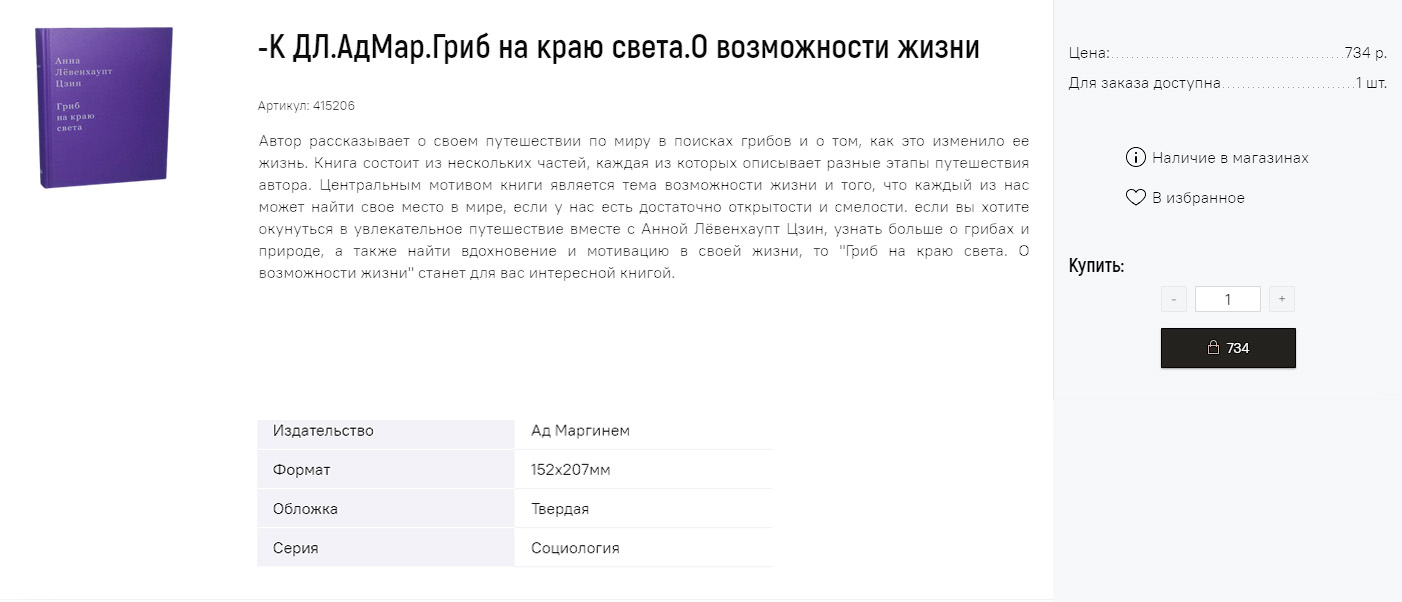 Анна
Лёвенхаупт
Цзин
Гриб
на краю
света
-К ДЛ.АдМар.Гриб на краю света.О возможности жизни
Артикул: 415206
Автор рассказывает о своем путешествии по миру в поисках грибов и о том, как это изменило ее
жизнь. Книга состоит из нескольких частей, каждая из которых описывает разные этапы путешествия
автора. Центральным мотивом книги является тема возможности жизни и того, что каждый из нас
может найти свое место в мире, если у нас есть достаточно открытости и смелости. если вы хотите
окунуться в увлекательное путешествие вместе с Анной Лёвенхаупт Цзин, узнать больше о грибах и
природе, а также найти вдохновение и мотивацию в своей жизни, то "Гриб на краю света. О
возможности жизни" станет для вас интересной книгой.
Издательство Ад Маргинем
Формат 152х207мм
Обложка Твердая
Серия Социология
Цена: 734 р.
Для заказа доступна 1 шт.
Наличие в магазинах
В избранное
Купить:
- 1 +
734